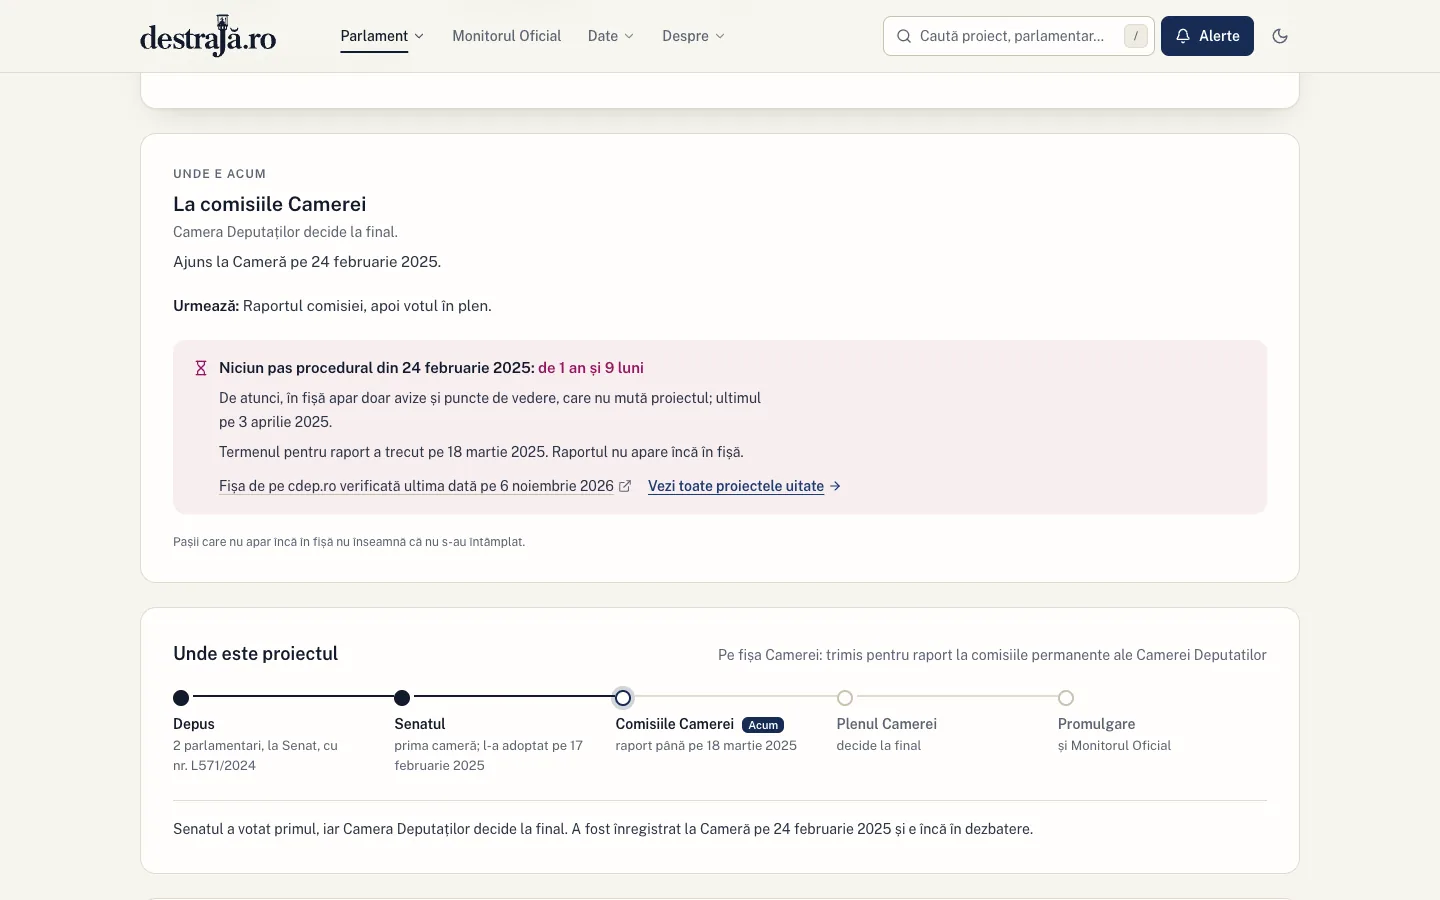 destrajă.ro
Parlament
Monitorul Oficial
Date
Despre
Caută proiect, parlamentar...
/
Alerte
UNDE E ACUM
La comisiile Camerei
Camera Deputaților decide la final.
Ajuns la Cameră pe 24 februarie 2025.
Urmează: Raportul comisiei, apoi votul în plen.
Niciun pas procedural din 24 februarie 2025: de 1 an și 9 luni
De atunci, în fișă apar doar avize și puncte de vedere, care nu mută proiectul; ultimul
pe 3 aprilie 2025.
Termenul pentru raport a trecut pe 18 martie 2025. Raportul nu apare încă în fișă.
Fișa de pe cdep.ro verificată ultima dată pe 6 noiembrie 2026
Vezi toate proiectele uitate →
Pașii care nu apar încă în fișă nu înseamnă că nu s-au întâmplat.
Unde este proiectul
Pe fișa Camerei: trimis pentru raport la comisiile permanente ale Camerei Deputatilor
Depus
2 parlamentari, la Senat, cu
nr. L571/2024
Senatul
prima cameră; l-a adoptat pe 17
februarie 2025
Comisiile Camerei Acum
raport până pe 18 martie 2025
Plenul Camerei
decide la final
Promulgare
și Monitorul Oficial
Senatul a votat primul, iar Camera Deputaților decide la final. A fost înregistrat la Cameră pe 24 februarie 2025 și e încă în dezbatere.